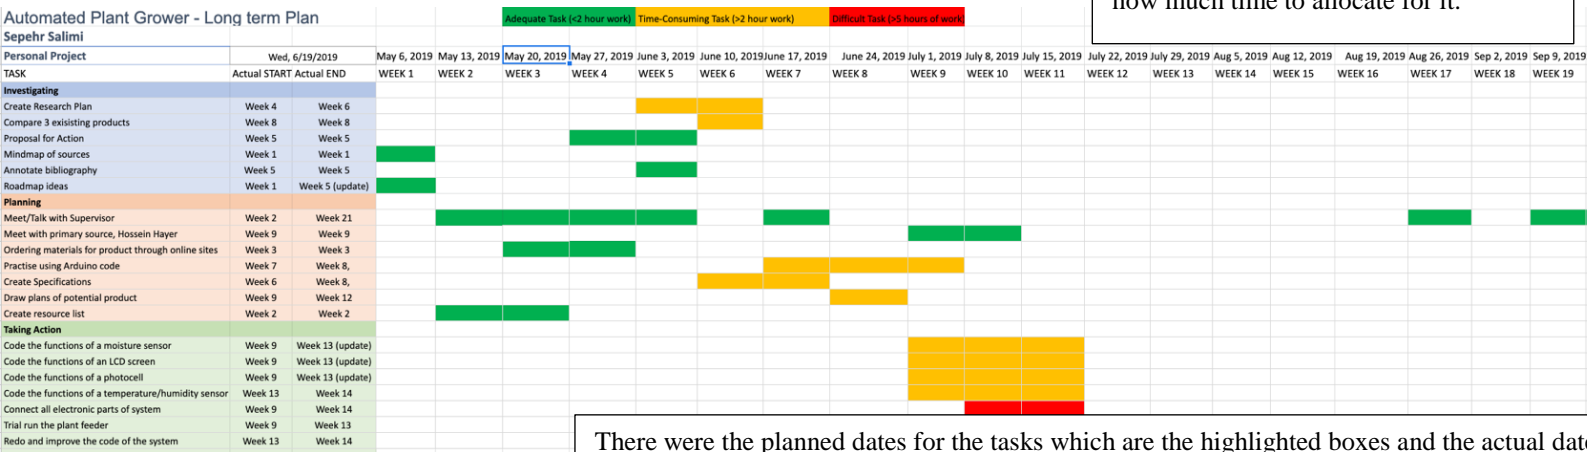 how much time to allocate for it.
Automated Plant Grower - Long term Plan Adequate Task (<2 hour work) Time-Consuming Task (>2 hour work) Difficult Task (>5 hours of work
Sepehr Salimi
Personal Project Wed, 6/19/2019 May 6, 2019 May 13, 2019 May 20, 2019 May 27, 2019 June 3, 2019 June 10, 2019 June 17, 2019 June 24, 2019 July 1, 2019 July 8, 2019 July 15, 2019 July 22, 2019 July 29, 2019 Aug 5, 2019 Aug 12, 2019 Aug 19, 2019 Aug 26, 2019 Sep 2, 2019 Sep 9, 2019
TASK Actual START Actual END WEEK 1 WEEK 2 WEEK 3 WEEK 4 WEEK 5 WEEK 6 WEEK 7 WEEK 8 WEEK 9 WEEK 10 WEEK 11 WEEK 12 WEEK 13 WEEK 14 WEEK 15 WEEK 16 WEEK 17 WEEK 18 WEEK 19
Investigating
Create Research Plan Week 4 Week 6
Compare 3 exisisting products Week 8 Week 8
Proposal for Action Week 5 Week 5
Mindmap of sources Week 1 Week 1
Annotate bibliography Week 5 Week 5
Roadmap ideas Week 1 Week 5 (update)
Planning
Meet/Talk with Supervisor Week 2 Week 21
Meet with primary source, Hossein Hayer Week 9 Week 9
Ordering materials for product through online sites Week 3 Week 3
Practise using Arduino code Week 7 Week 8,
Create Specifications Week 6 Week 8,
Draw plans of potential product Week 9 Week 12
Create resource list Week 2 Week 2
Taking Action
Code the functions of a moisture sensor Week 9 Week 13 (update)
Code the functions of an LCD screen Week 9 Week 13 (update)
Code the functions of a photocell Week 9 Week 13 (update)
Code the functions of a temperature/humidity sensor Week 13 Week 14
Connect all electronic parts of system Week 9 Week 14
Trial run the plant feeder Week 9 Week 13
Redo and improve the code of the system Week 13 Week 14
There were the planned dates for the tasks which are the highlighted boxes and the actual date